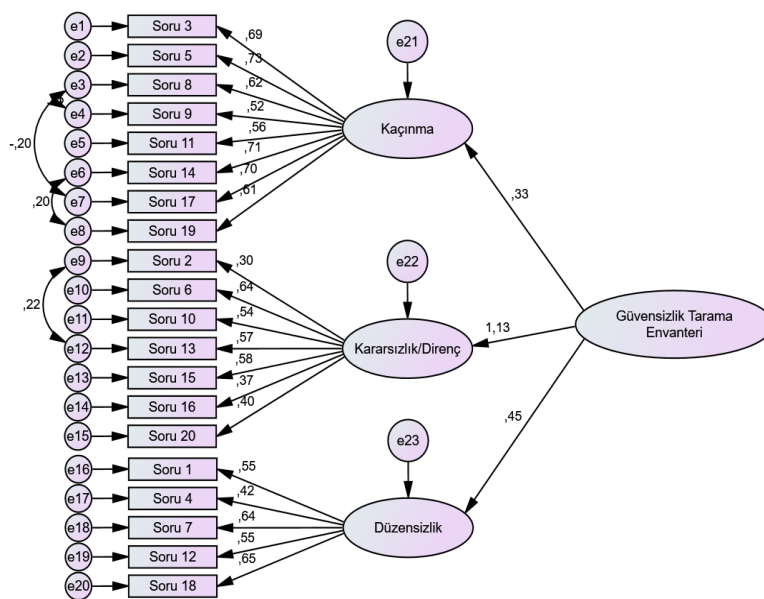 e1
Soru 3
,69
e2
Soru 5
,73
e3
Soru 8
,62
e4
Soru 9
,52
e5
Soru 11
,56
e6
Soru 14
,71
e7
Soru 17
,70
e8
Soru 19
,61
-,20
,20
e21
Kaçınma
,33
e9
Soru 2
,30
e10
Soru 6
,64
e11
Soru 10
,54
e12
Soru 13
,57
e13
Soru 15
,58
e14
Soru 16
,37
e15
Soru 20
,40
,22
e22
Kararsızlık/Direnç
1,13
Güvensizlik Tarama
Envanteri
e16
Soru 1
,55
e17
Soru 4
,42
e18
Soru 7
,64
e19
Soru 12
,55
e20
Soru 18
,65
e23
Düzensizlik
,45